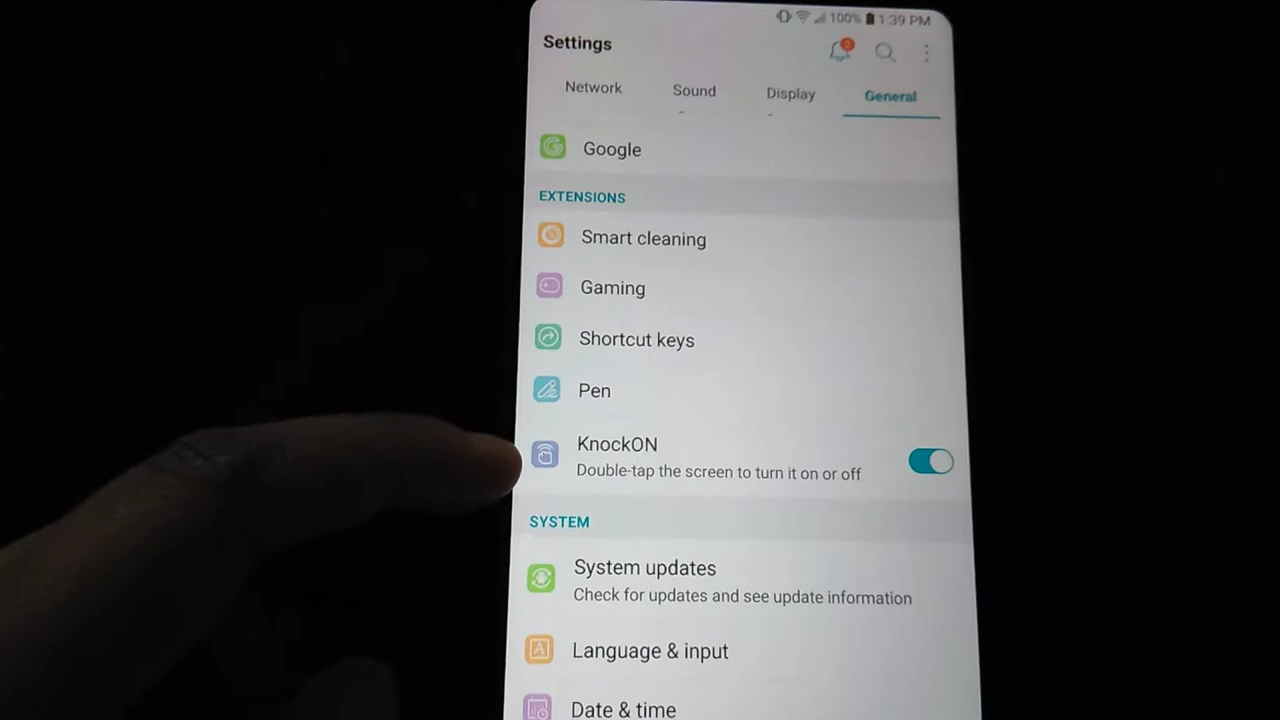 100% 1:39 PM
Settings
2
Network Sound Display General
Google
EXTENSIONS
Smart cleaning
Gaming
Shortcut keys
Pen
KnockON
Double-tap the screen to turn it on or off
SYSTEM
System updates
Check for updates and see update information
A
Language & input
Date & time